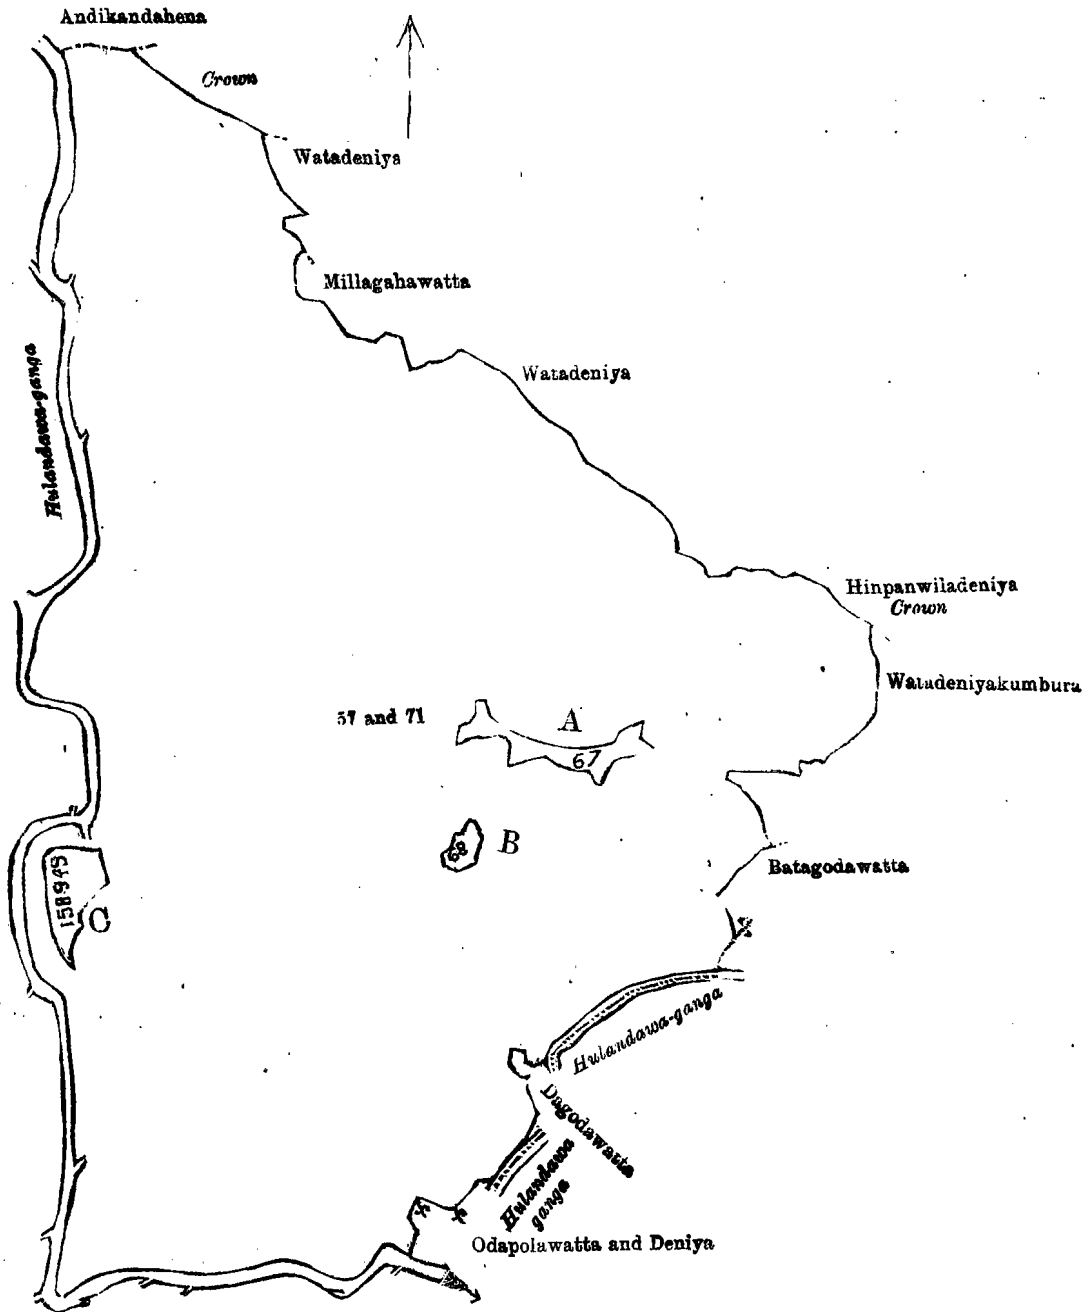 Andikandahena
Crown
Watadeniya
Millagahawatta
Hulandawa-ganga
Watadeniya
Hinpanwiladeniya
Crown
Watadeniyakumbura
57 and 71
A
67
B
68
Batagodawatta
158945
C
Hulandawa-ganga
Dagodawatta
Hulandawa
ganga
Odapolawatta and Deniya